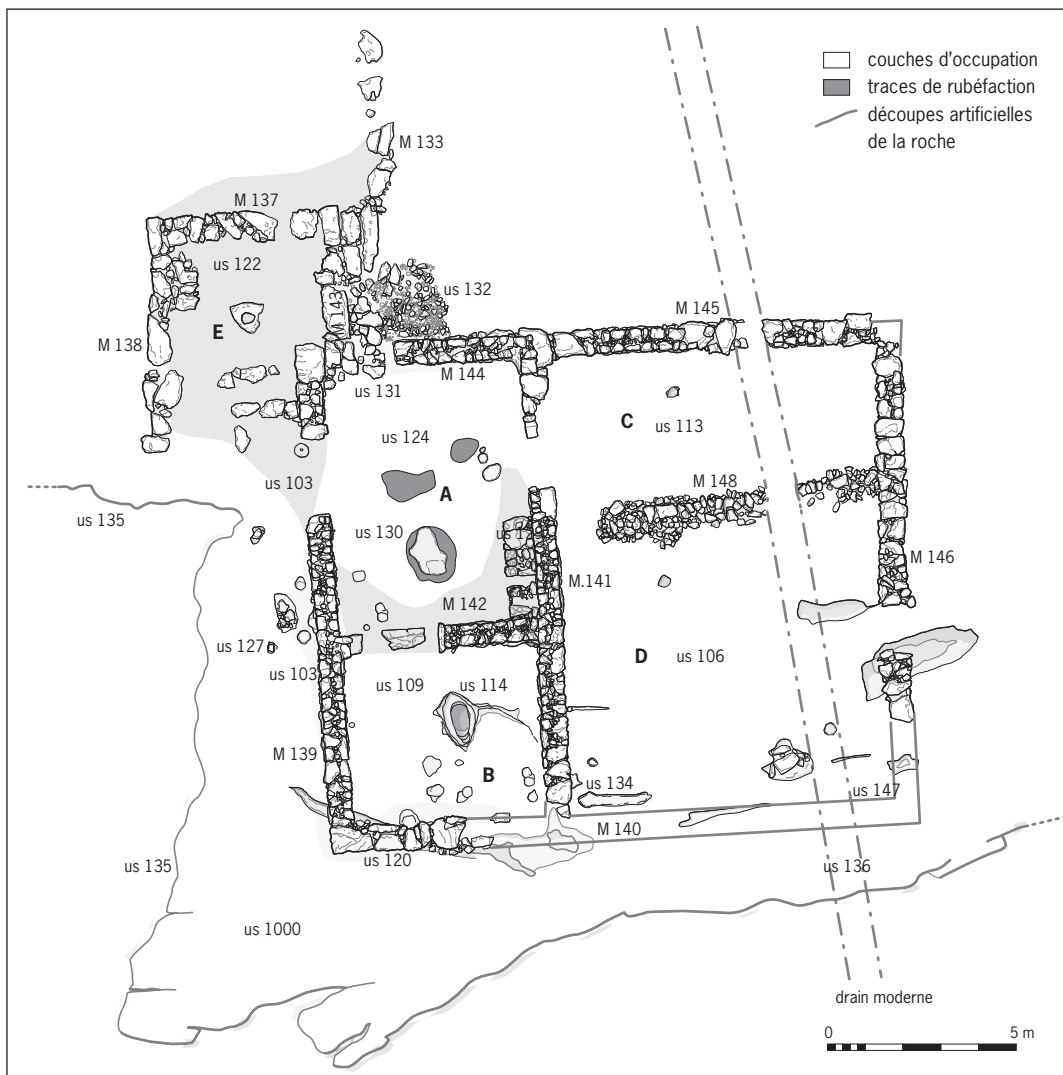 couches d'occupation
traces de rubéfaction
découpes artificielles
de la roche
M 133
M 137
us 122
us 132
M 143
E
M 145
M 138
M 144
us 131
C
us 113
us 124
us 103
A
M 148
us 135
us 130
M 146
M 142
M.141
us 127
us 103
D
us 106
us 109
us 114
M 139
B
us 134
us 147
M 140
us 120
us 135
us 136
us 1000
drain moderne
0
5 m